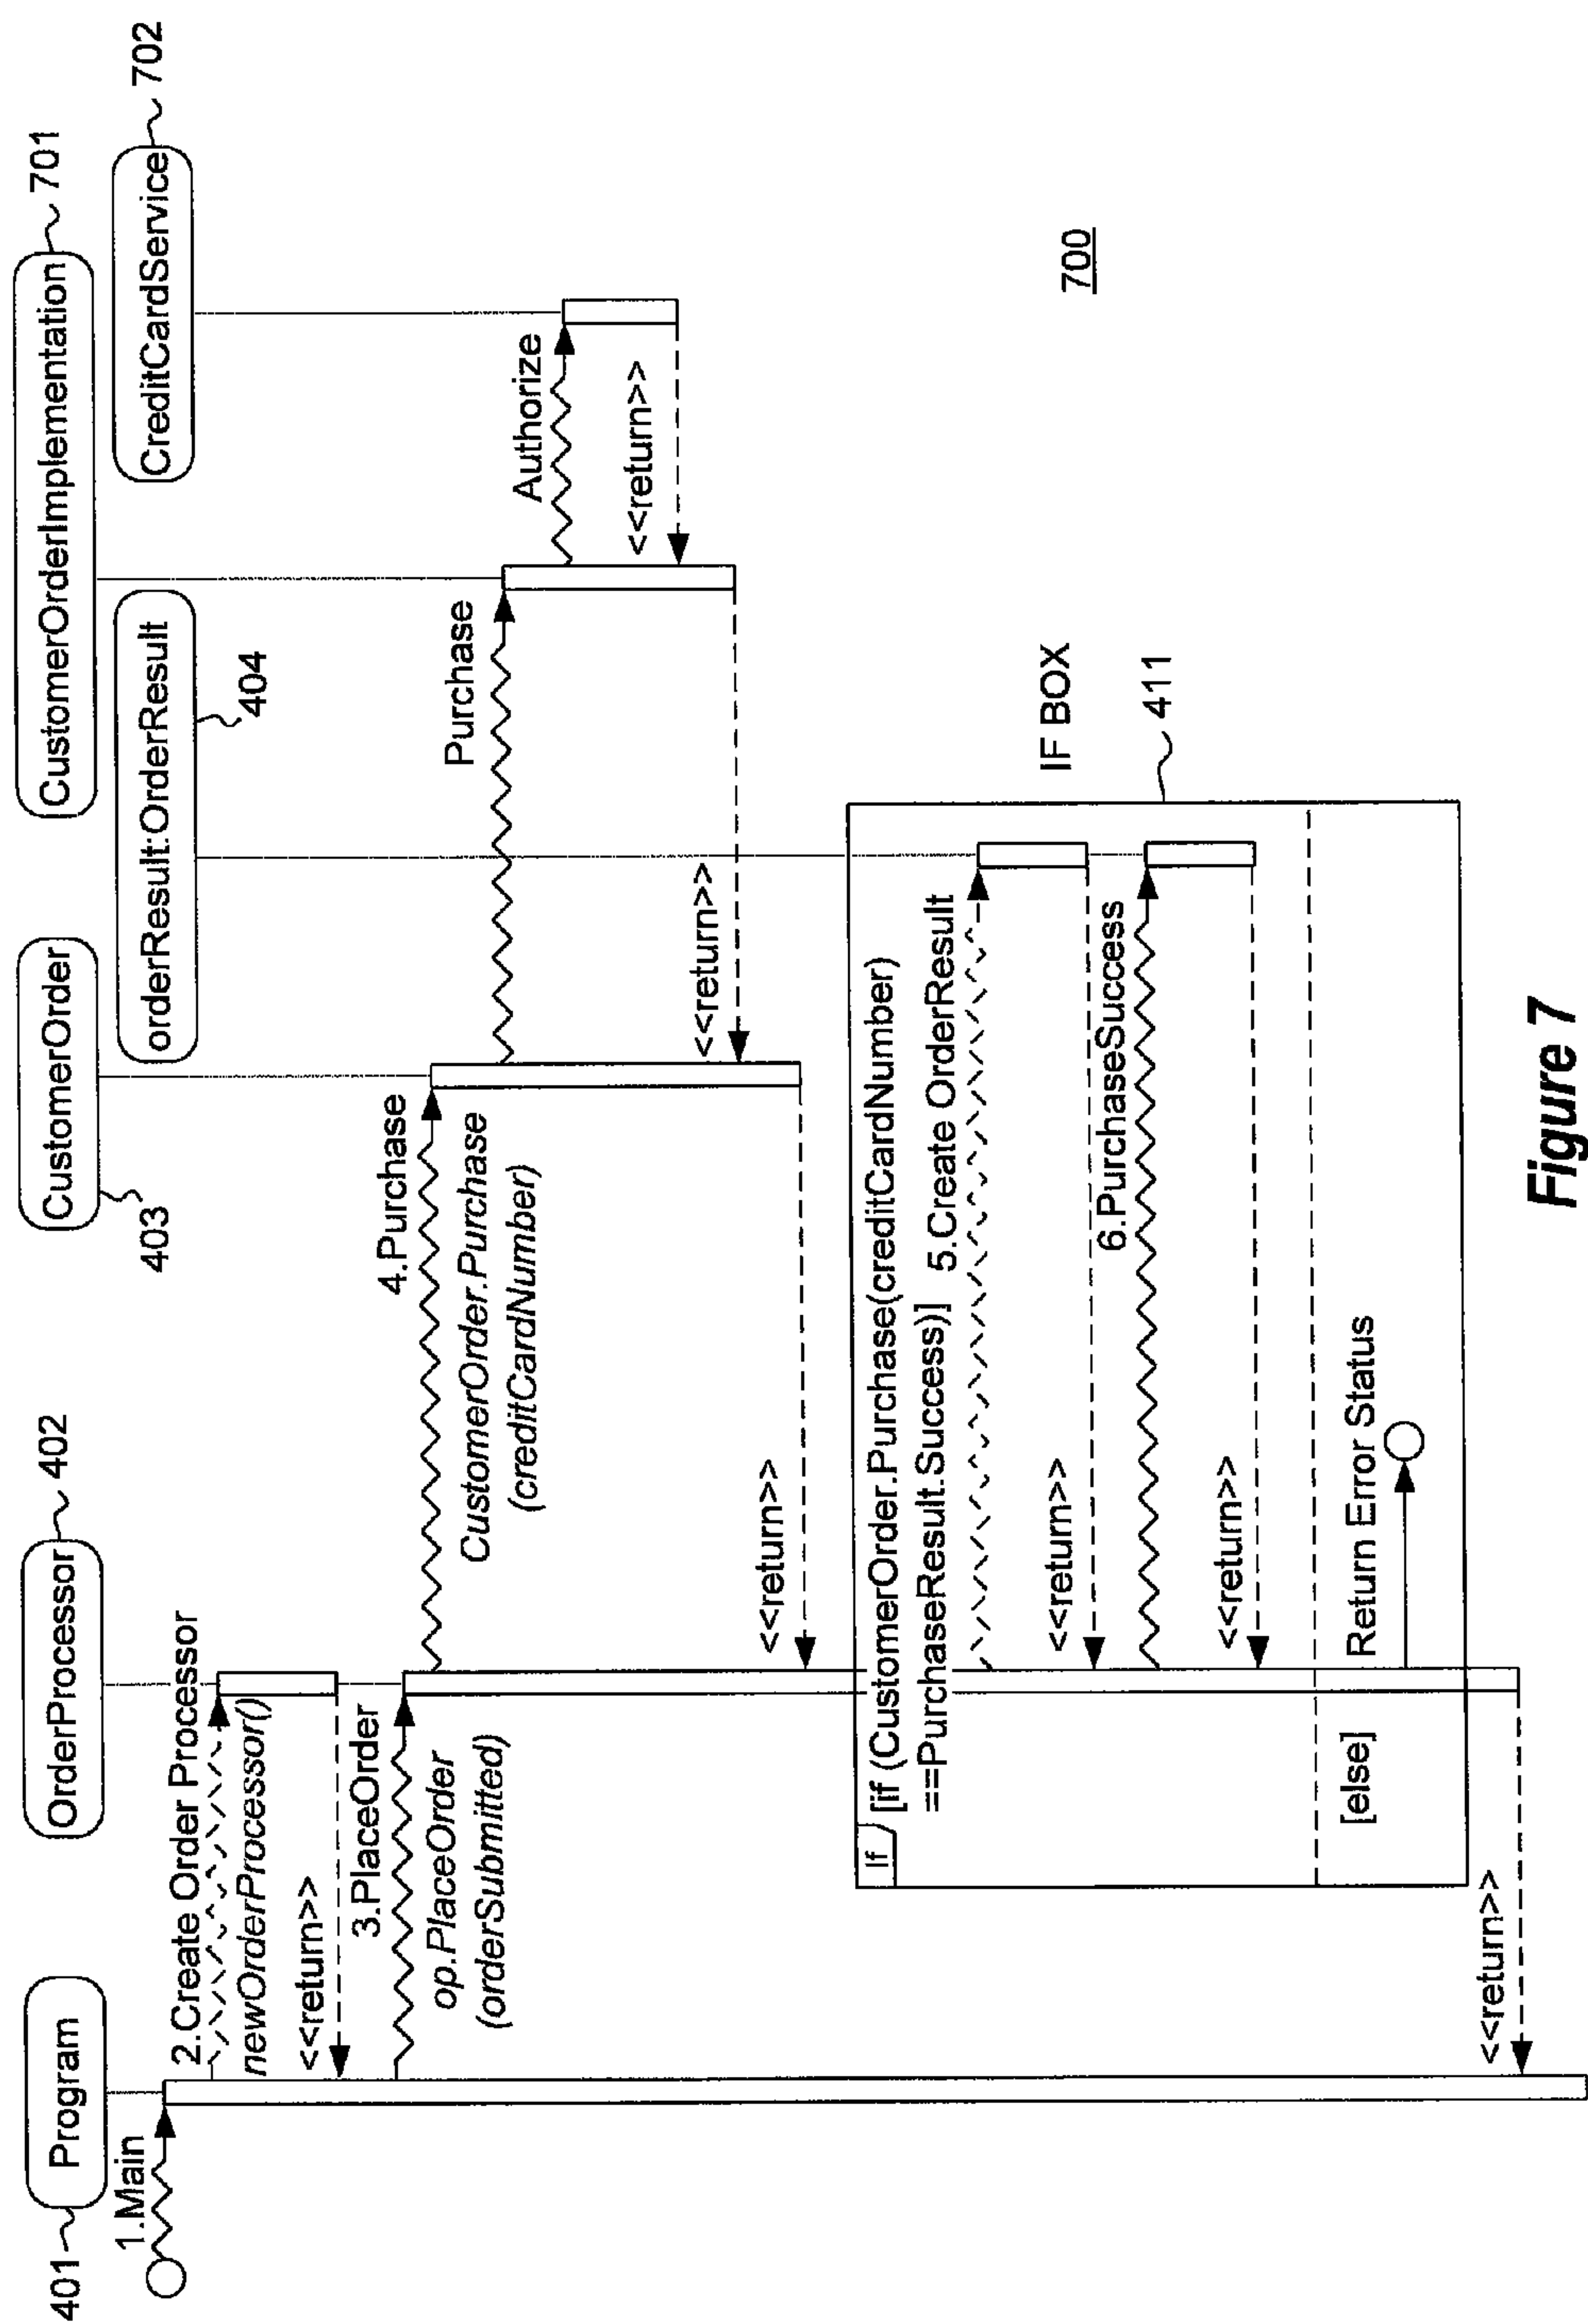 401
Program
OrderProcessor
402
CustomerOrder
403
CustomerOrderImplementation
701
orderResult:OrderResult
404
CreditCardService
702
1.Main
2.Create Order Processor
newOrderProcessor()
<<return>>
3.PlaceOrder
op.PlaceOrder
(orderSubmitted)
4.Purchase
CustomerOrder.Purchase
(creditCardNumber)
Purchase
Authorize
<<return>>
<<return>>
<<return>>
IF BOX
411
If
[if (CustomerOrder.Purchase(creditCardNumber)
==PurchaseResult.Success)]
5.Create OrderResult
<<return>>
6.PurchaseSuccess
<<return>>
[else]
Return Error Status
<<return>>
700
Figure 7